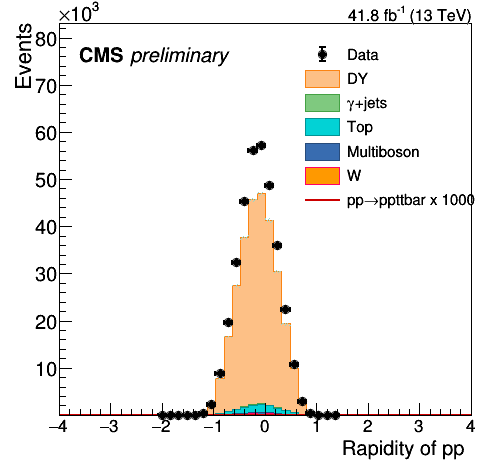 ×10³
41.8 fb⁻¹ (13 TeV)
Events
CMS preliminary
Data
DY
γ+jets
Top
Multiboson
W
pp→ppttbar x 1000
80
70
60
50
40
30
20
10
−4 −3 −2 −1 0 1 2 3 4
Rapidity of pp